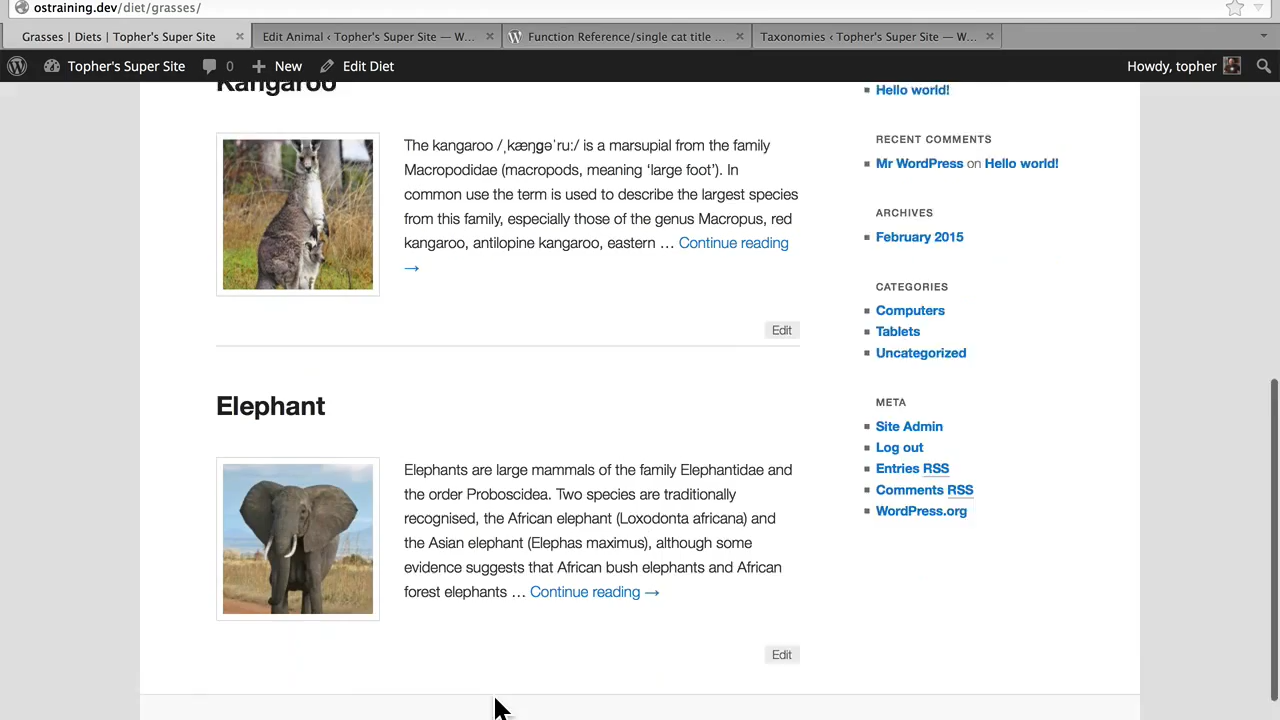 ostraining.dev/diet/grasses/
Grasses | Diets | Topher's Super Site
Edit Animal ‹ Topher's Super Site — W...
Function Reference/single cat title ...
Taxonomies ‹ Topher's Super Site — W...
Topher's Super Site
0
New
Edit Diet
Howdy, topher
Kangaroo
The kangaroo /ˌkæŋɡəˈruː/ is a marsupial from the family
Macropodidae (macropods, meaning ‘large foot’). In
common use the term is used to describe the largest species
from this family, especially those of the genus Macropus, red
kangaroo, antilopine kangaroo, eastern … Continue reading
→
Edit
Elephant
Elephants are large mammals of the family Elephantidae and
the order Proboscidea. Two species are traditionally
recognised, the African elephant (Loxodonta africana) and
the Asian elephant (Elephas maximus), although some
evidence suggests that African bush elephants and African
forest elephants … Continue reading →
Edit
Hello world!
RECENT COMMENTS
Mr WordPress on Hello world!
ARCHIVES
February 2015
CATEGORIES
Computers
Tablets
Uncategorized
META
Site Admin
Log out
Entries RSS
Comments RSS
WordPress.org